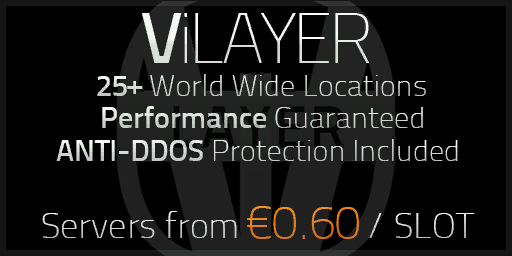 ViLAYER
25+ World Wide Locations
Performance Guaranteed
ANTI-DDOS Protection Included
Servers from €0.60 / SLOT